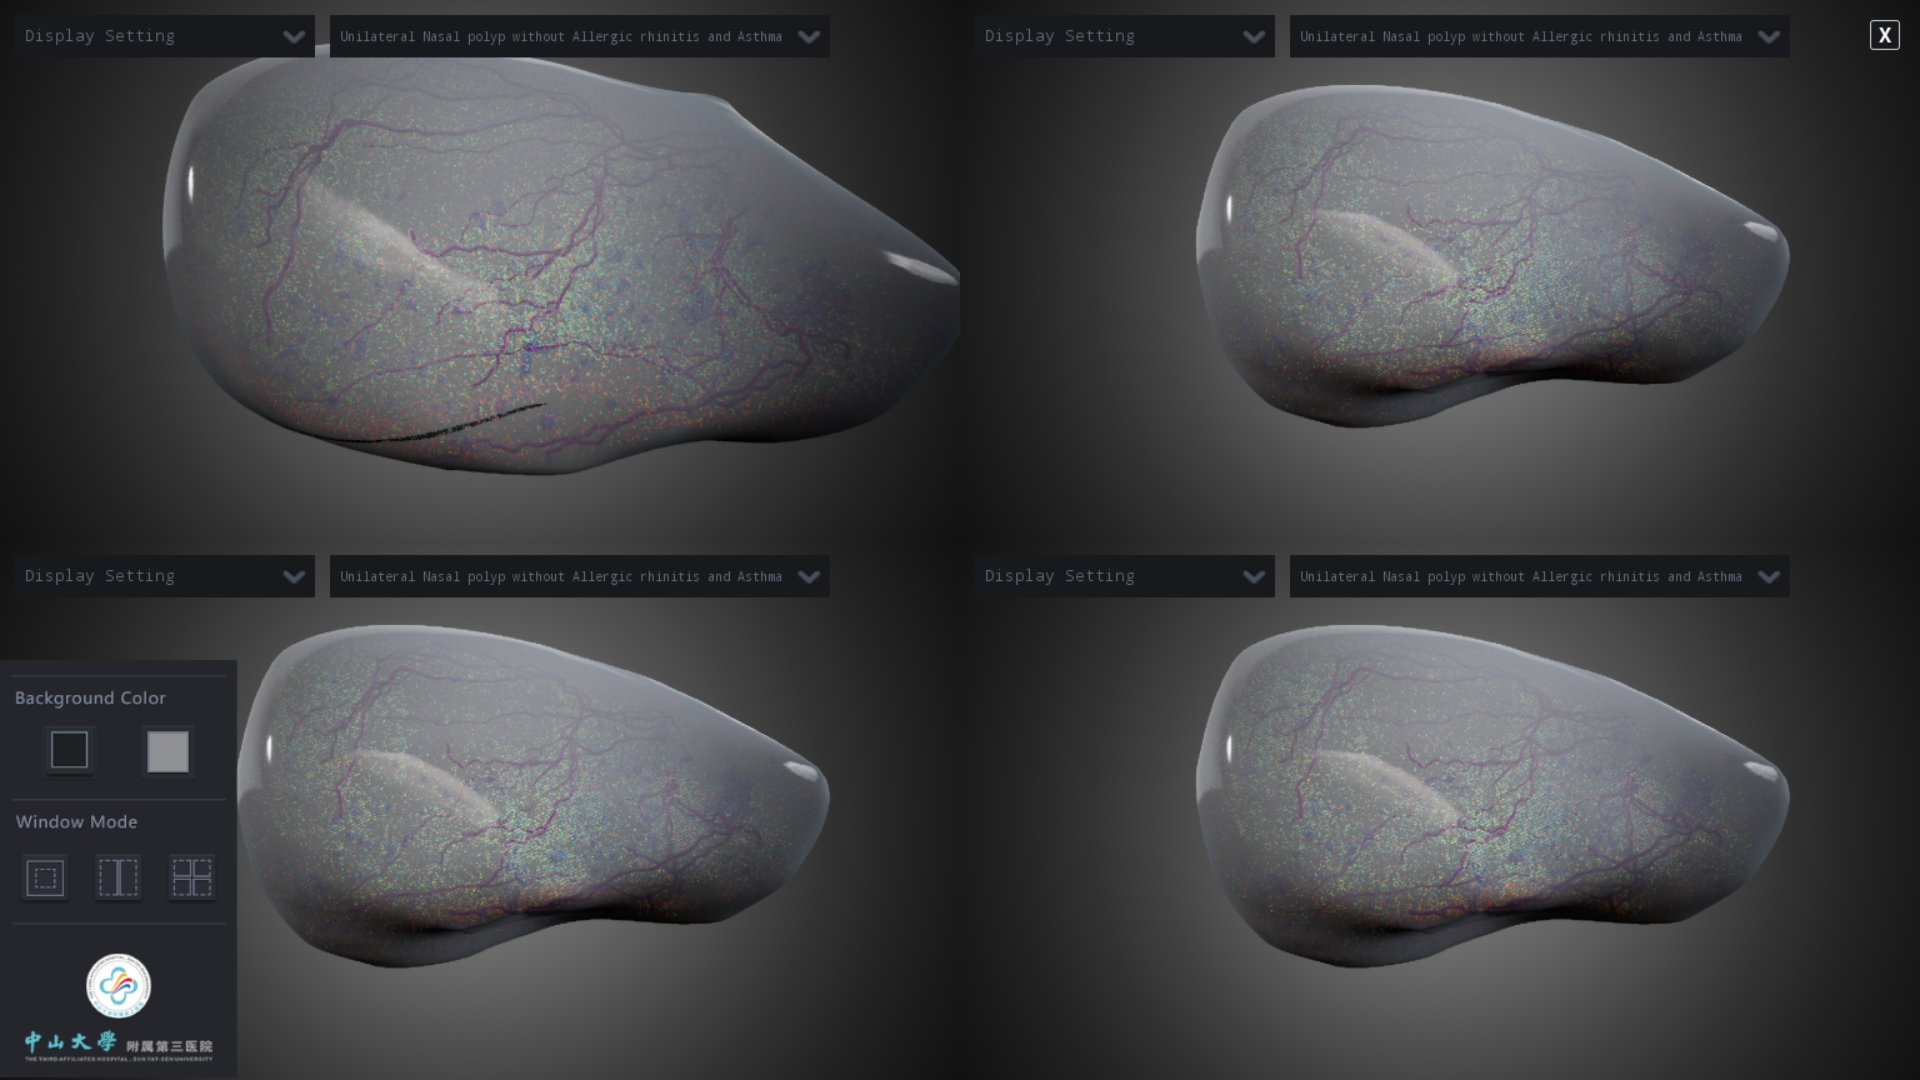 Display Setting
Unilateral Nasal polyp without Allergic rhinitis and Asthma
Display Setting
Unilateral Nasal polyp without Allergic rhinitis and Asthma
X
Display Setting
Unilateral Nasal polyp without Allergic rhinitis and Asthma
Display Setting
Unilateral Nasal polyp without Allergic rhinitis and Asthma
Background Color
Window Mode
中山大學 附属第三医院
THE THIRD AFFILIATED HOSPITAL, SUN YAT-SEN UNIVERSITY